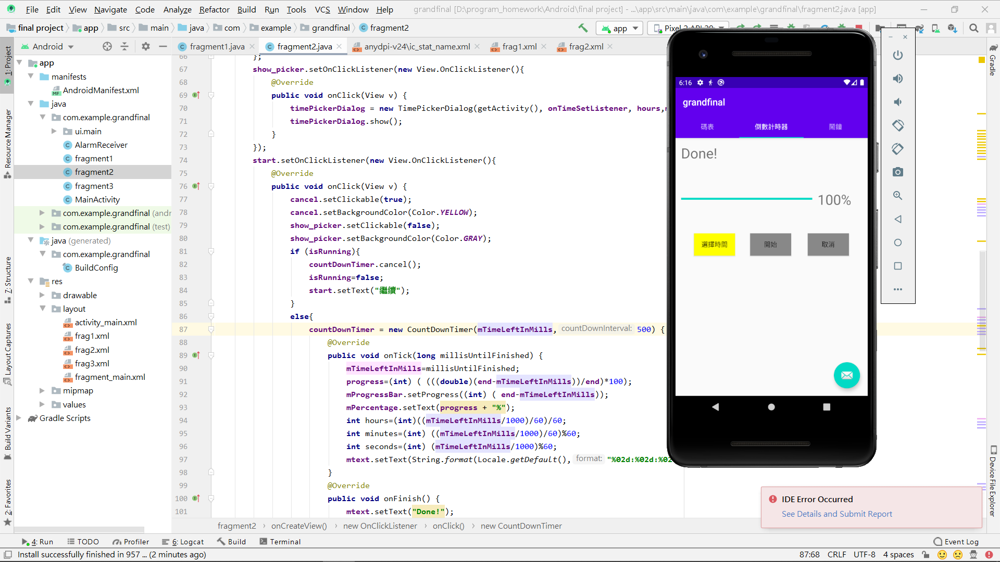 File Edit View Navigate Code Analyze Refactor Build Run Tools VCS Window Help grandfinal [D:\program_homework\Android\final project] - ...\app\src\main\java\com\example\grandfinal\fragment2.java [app]
final project app src main java com example grandfinal fragment2 app
Android fragment1.java fragment2.java anydpi-v24\ic_stat_name.xml frag1.xml frag2.xml
1: Project
Resource Manager
7: Structure
Layout Captures
Build Variants
2: Favorites
app
manifests
AndroidManifest.xml
java
com.example.grandfinal
ui.main
AlarmReceiver
fragment1
fragment2
fragment3
MainActivity
com.example.grandfinal (andr
com.example.grandfinal (test)
java (generated)
com.example.grandfinal
BuildConfig
res
drawable
layout
activity_main.xml
frag1.xml
frag2.xml
frag3.xml
fragment_main.xml
mipmap
values
Gradle Scripts
66 };
67 show_picker.setOnClickListener(new View.OnClickListener(){
68 @Override
69 public void onClick(View v) {
70 timePickerDialog = new TimePickerDialog(getActivity(), onTimeSetListener, hours,
71 timePickerDialog.show();
72 }
73 });
74 start.setOnClickListener(new View.OnClickListener(){
75 @Override
76 public void onClick(View v) {
77 cancel.setClickable(true);
78 cancel.setBackgroundColor(Color.YELLOW);
79 show_picker.setClickable(false);
80 show_picker.setBackgroundColor(Color.GRAY);
81 if (isRunning){
82 countDownTimer.cancel();
83 isRunning=false;
84 start.setText("繼續");
85 }
86 else{
87 countDownTimer = new CountDownTimer(mTimeLeftInMills, countDownInterval: 500) {
88 @Override
89 public void onTick(long millisUntilFinished) {
90 mTimeLeftInMills=millisUntilFinished;
91 progress=(int) ( (((double)(end-mTimeLeftInMills))/end)*100);
92 mProgressBar.setProgress((int) ( end-mTimeLeftInMills));
93 mPercentage.setText(progress + "%");
94 int hours=(int)((mTimeLeftInMills/1000)/60)/60;
95 int minutes=(int) ((mTimeLeftInMills/1000)/60)%60;
96 int seconds=(int) (mTimeLeftInMills/1000)%60;
97 mtext.setText(String.format(Locale.getDefault(), format: "%02d:%02d:%02
98 }
99 @Override
100 public void onFinish() {
101 mtext.setText("Done!");
fragment2 onCreateView() new OnClickListener onClick() new CountDownTimer
6:16
grandfinal
碼表 倒數計時器 鬧鐘
Done!
100%
選擇時間 開始 取消
Gradle
Device File Explorer
IDE Error Occurred
See Details and Submit Report
4: Run TODO Profiler 6: Logcat Build Terminal Event Log
Install successfully finished in 957 ... (2 minutes ago) 87:68 CRLF UTF-8 4 spaces